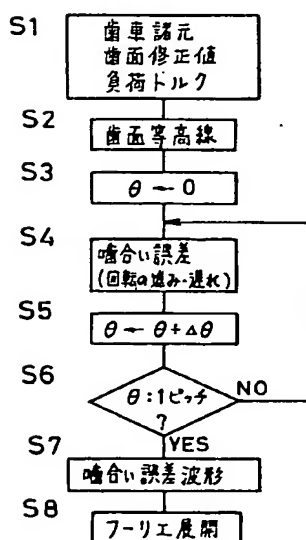 S1
歯車諸元
歯面修正値
負荷トルク
S2
歯面等高線
S3
θ ← 0
S4
噛合い誤差
(回転の進み・遅れ)
S5
θ ← θ + Δθ
S6
θ : 1ピッチ
?
NO
YES
S7
噛合い誤差波形
S8
フーリエ展開